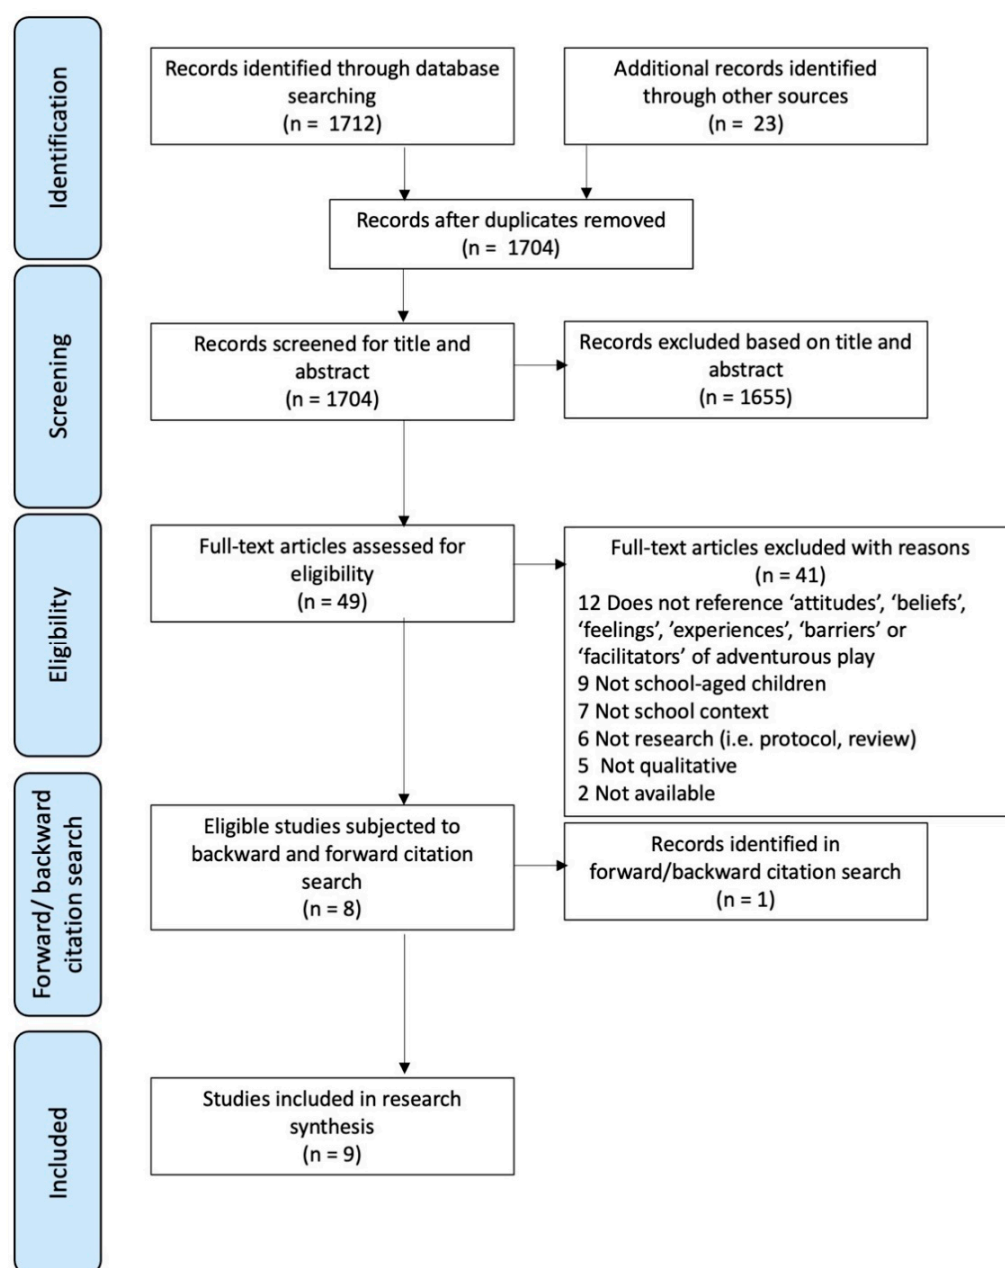 Identification
Records identified through database
searching
(n = 1712)
Additional records identified
through other sources
(n = 23)
Records after duplicates removed
(n = 1704)
Screening
Records screened for title and
abstract
(n = 1704)
Records excluded based on title and
abstract
(n = 1655)
Eligibility
Full-text articles assessed for
eligibility
(n = 49)
Full-text articles excluded with reasons
(n = 41)
12 Does not reference ‘attitudes’, ‘beliefs’,
‘feelings’, ’experiences’, ‘barriers’ or
‘facilitators’ of adventurous play
9 Not school-aged children
7 Not school context
6 Not research (i.e. protocol, review)
5 Not qualitative
2 Not available
Forward/ backward
citation search
Eligible studies subjected to
backward and forward citation
search
(n = 8)
Records identified in
forward/backward citation search
(n = 1)
Included
Studies included in research
synthesis
(n = 9)